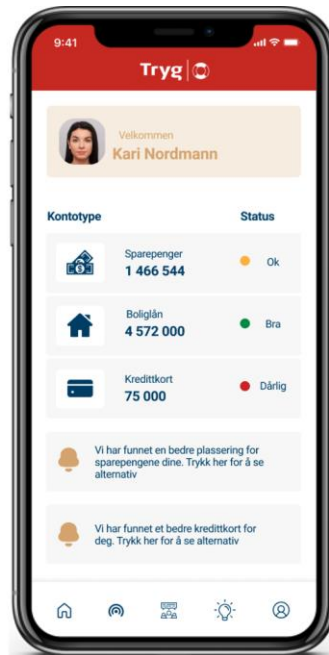 9:41
Tryg
Velkommen
Kari Nordmann
Kontotype Status
Sparepenger
1 466 544
Ok
Boliglån
4 572 000
Bra
Kredittkort
75 000
Dårlig
Vi har funnet en bedre plassering for
sparepengene dine. Trykk her for å se
alternativ
Vi har funnet et bedre kredittkort for
deg. Trykk her for å se alternativ